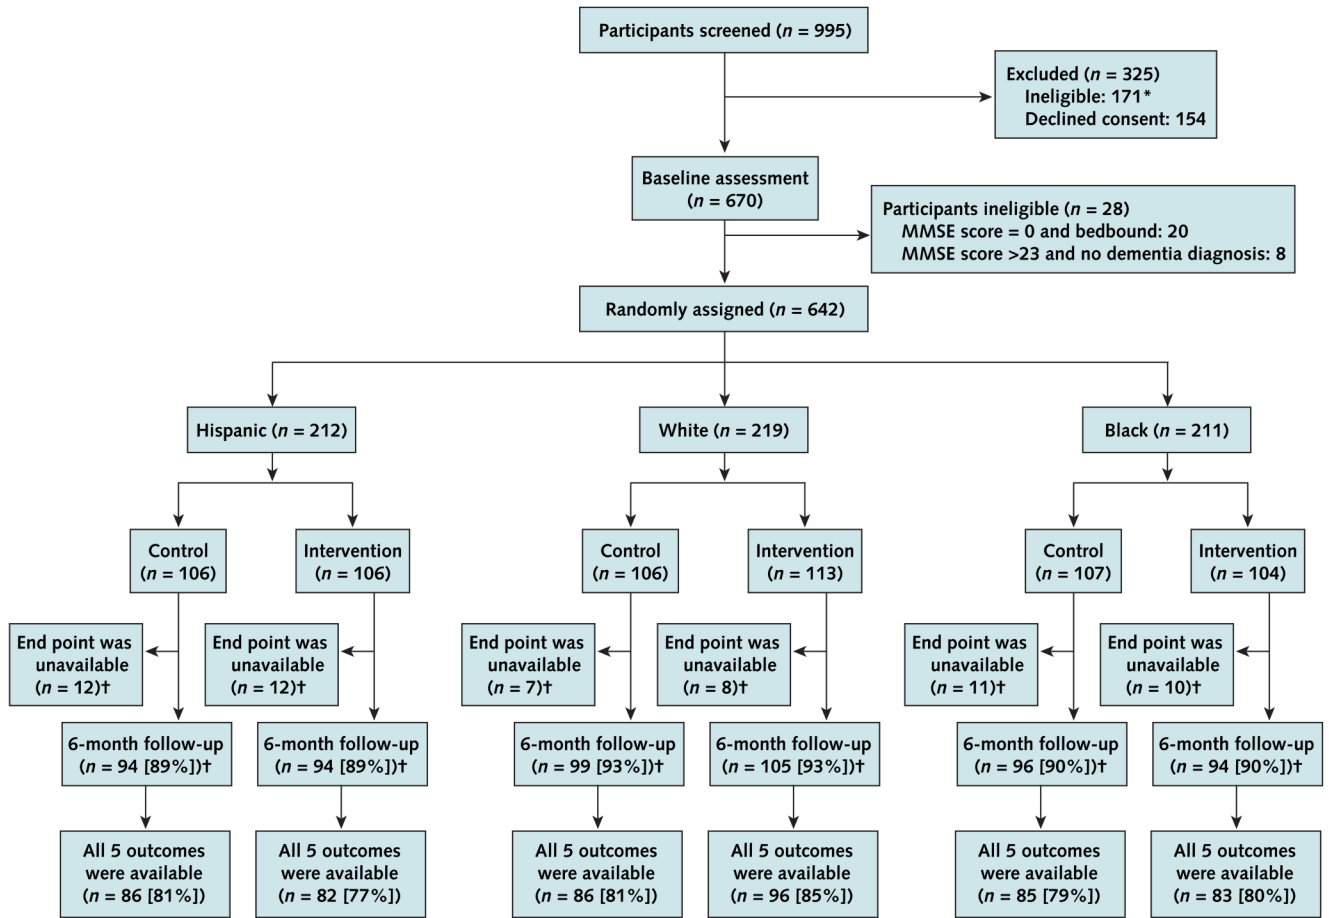 Participants screened (n = 995)
Excluded (n = 325)
Ineligible: 171*
Declined consent: 154
Baseline assessment
(n = 670)
Participants ineligible (n = 28)
MMSE score = 0 and bedbound: 20
MMSE score >23 and no dementia diagnosis: 8
Randomly assigned (n = 642)
Hispanic (n = 212)
White (n = 219)
Black (n = 211)
Control
(n = 106)
Intervention
(n = 106)
Control
(n = 106)
Intervention
(n = 113)
Control
(n = 107)
Intervention
(n = 104)
End point was
unavailable
(n = 12)†
End point was
unavailable
(n = 12)†
End point was
unavailable
(n = 7)†
End point was
unavailable
(n = 8)†
End point was
unavailable
(n = 11)†
End point was
unavailable
(n = 10)†
6-month follow-up
(n = 94 [89%])†
6-month follow-up
(n = 94 [89%])†
6-month follow-up
(n = 99 [93%])†
6-month follow-up
(n = 105 [93%])†
6-month follow-up
(n = 96 [90%])†
6-month follow-up
(n = 94 [90%])†
All 5 outcomes
were available
(n = 86 [81%])
All 5 outcomes
were available
(n = 82 [77%])
All 5 outcomes
were available
(n = 86 [81%])
All 5 outcomes
were available
(n = 96 [85%])
All 5 outcomes
were available
(n = 85 [79%])
All 5 outcomes
were available
(n = 83 [80%])